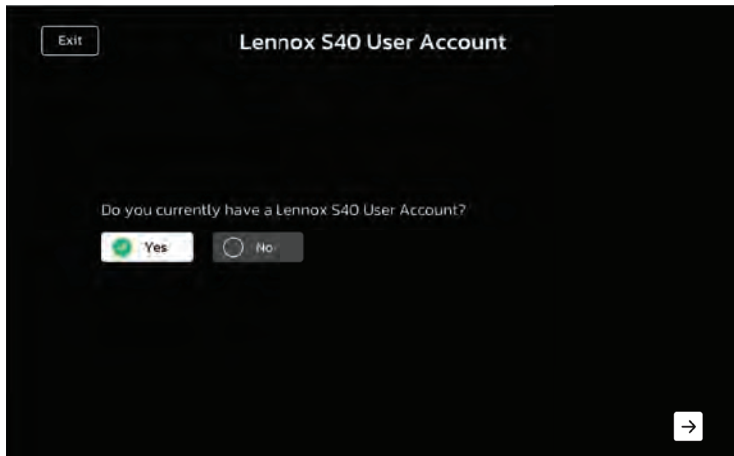 Exit
Lennox S40 User Account
Do you currently have a Lennox S40 User Account?
Yes
No